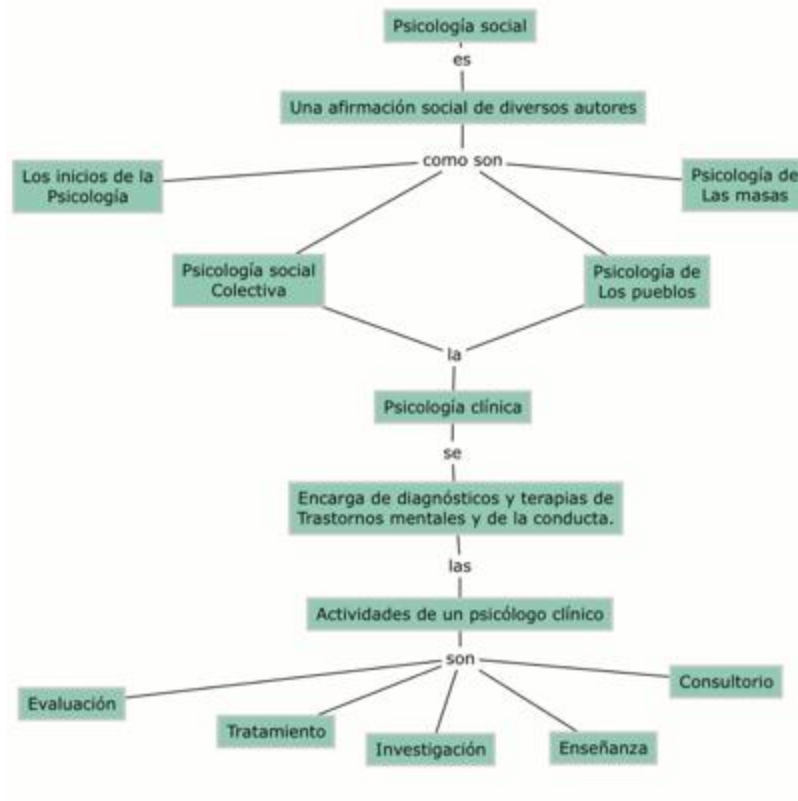 Psicología social
es
Una afirmación social de diversos autores
como son
Los inicios de la
Psicología
Psicología de
Las masas
Psicología social
Colectiva
Psicología de
Los pueblos
la
Psicología clínica
se
Encarga de diagnósticos y terapias de
Trastornos mentales y de la conducta.
las
Actividades de un psicólogo clínico
son
Evaluación
Tratamiento
Investigación
Enseñanza
Consultorio